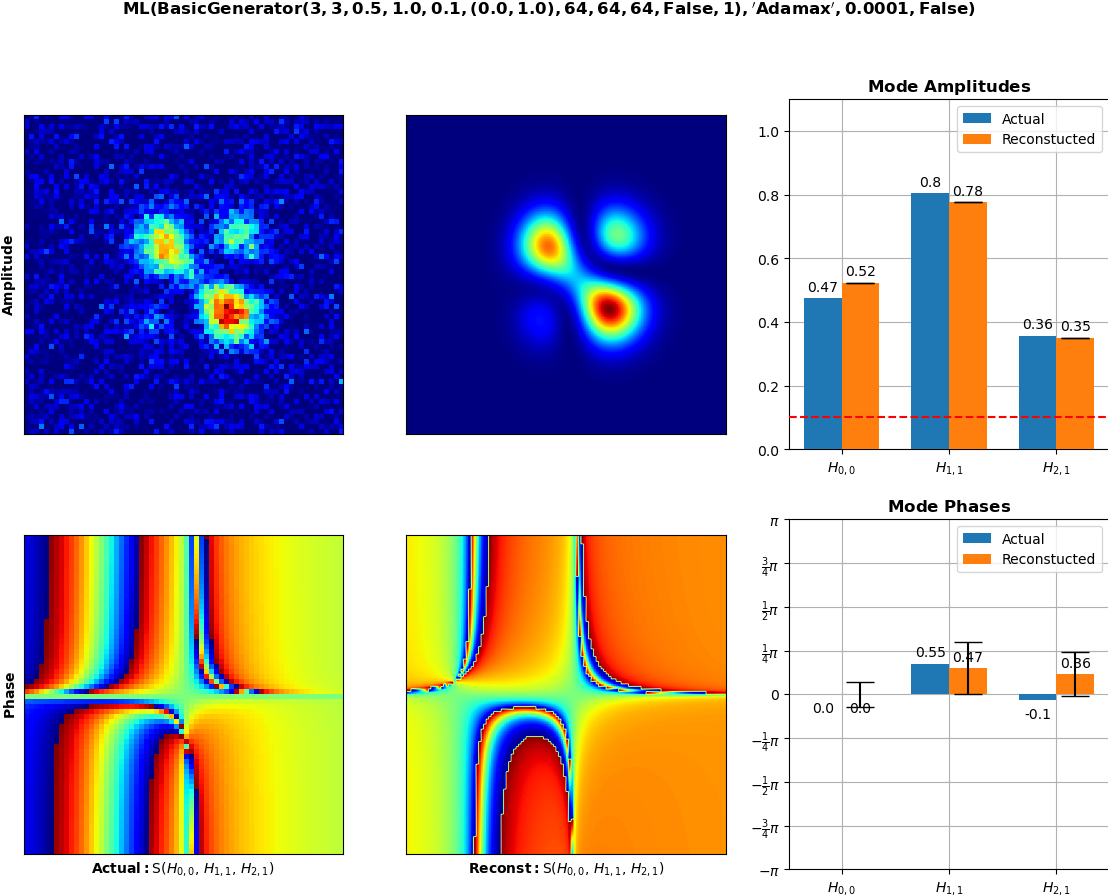 ML(BasicGenerator(3, 3, 0.5, 1.0, 0.1, (0.0, 1.0), 64, 64, 64, False, 1), ′Adamax′, 0.0001, False)
Amplitude
Mode Amplitudes
Actual
Reconstucted
1.0
0.8
0.6
0.4
0.2
0.0
0.47
0.52
0.8
0.78
0.36
0.35
H0,0
H1,1
H2,1
Phase
Actual: S(H0,0, H1,1, H2,1)
Reconst: S(H0,0, H1,1, H2,1)
Mode Phases
Actual
Reconstucted
π
3/4π
1/2π
1/4π
0
−1/4π
−1/2π
−3/4π
−π
0.0
0.0
0.55
0.47
-0.1
0.36
H0,0
H1,1
H2,1